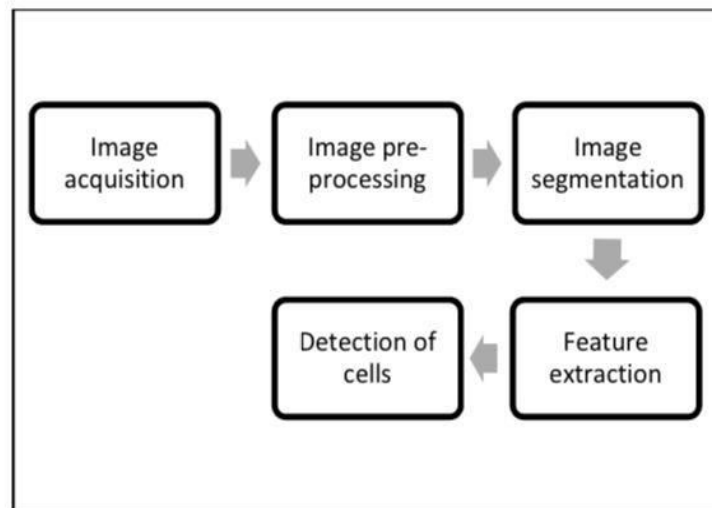 Image
acquisition
Image pre-
processing
Image
segmentation
Feature
extraction
Detection of
cells